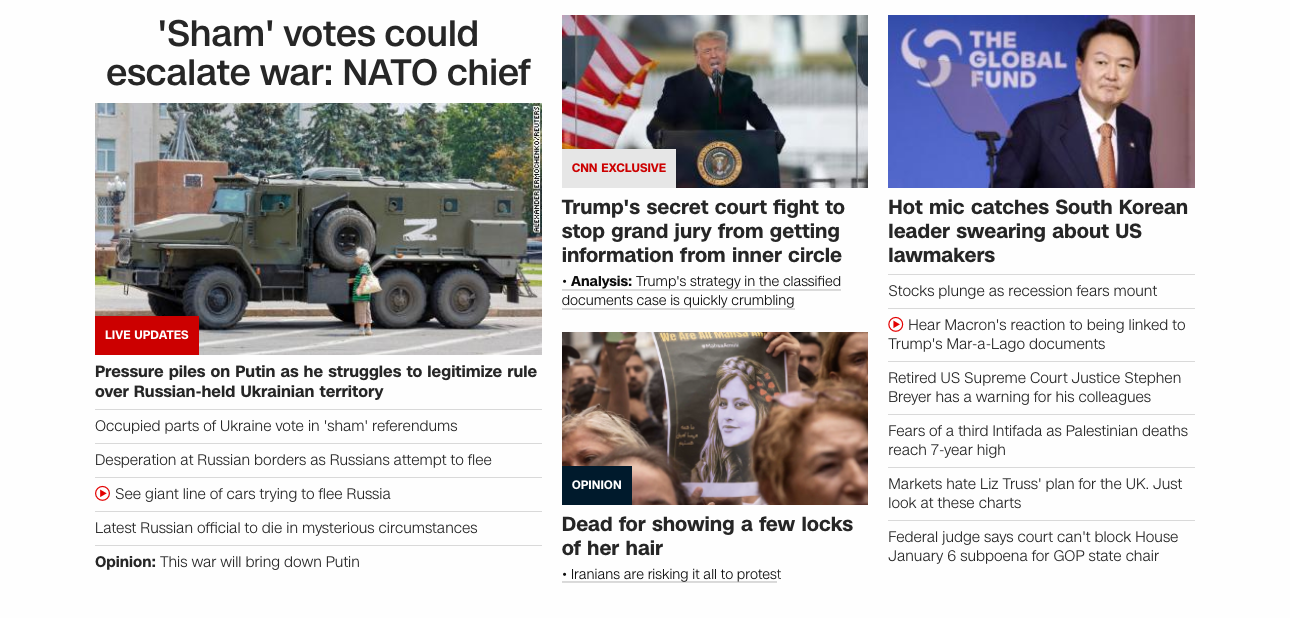 'Sham' votes could
escalate war: NATO chief
ALEXANDER ERMOCHENKO/REUTERS
Z
LIVE UPDATES
Pressure piles on Putin as he struggles to legitimize rule
over Russian-held Ukrainian territory
Occupied parts of Ukraine vote in 'sham' referendums
Desperation at Russian borders as Russians attempt to flee
See giant line of cars trying to flee Russia
Latest Russian official to die in mysterious circumstances
Opinion: This war will bring down Putin
CNN EXCLUSIVE
Trump's secret court fight to
stop grand jury from getting
information from inner circle
• Analysis: Trump's strategy in the classified
documents case is quickly crumbling
We Are All Mahsa
OPINION
Dead for showing a few locks
of her hair
• Iranians are risking it all to protest
THE
GLOBAL
FUND
Hot mic catches South Korean
leader swearing about US
lawmakers
Stocks plunge as recession fears mount
Hear Macron's reaction to being linked to
Trump's Mar-a-Lago documents
Retired US Supreme Court Justice Stephen
Breyer has a warning for his colleagues
Fears of a third Intifada as Palestinian deaths
reach 7-year high
Markets hate Liz Truss' plan for the UK. Just
look at these charts
Federal judge says court can't block House
January 6 subpoena for GOP state chair